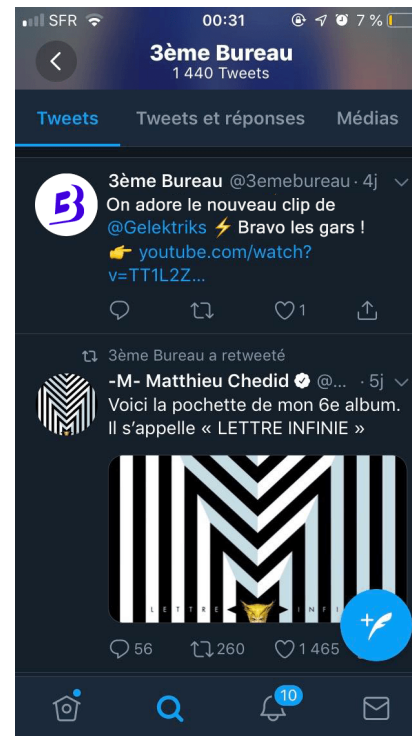 SFR 00:31 7 %
3ème Bureau
1 440 Tweets
Tweets Tweets et réponses Médias
3ème Bureau @3emebureau · 4j
On adore le nouveau clip de
@Gelektriks ⚡ Bravo les gars !
👉 youtube.com/watch?
v=TT1L2Z...
1
3ème Bureau a retweeté
-M- Matthieu Chedid @... · 5j
Voici la pochette de mon 6e album.
Il s'appelle « LETTRE INFINIE »
LETTRE INFI
56 260 1 465
10